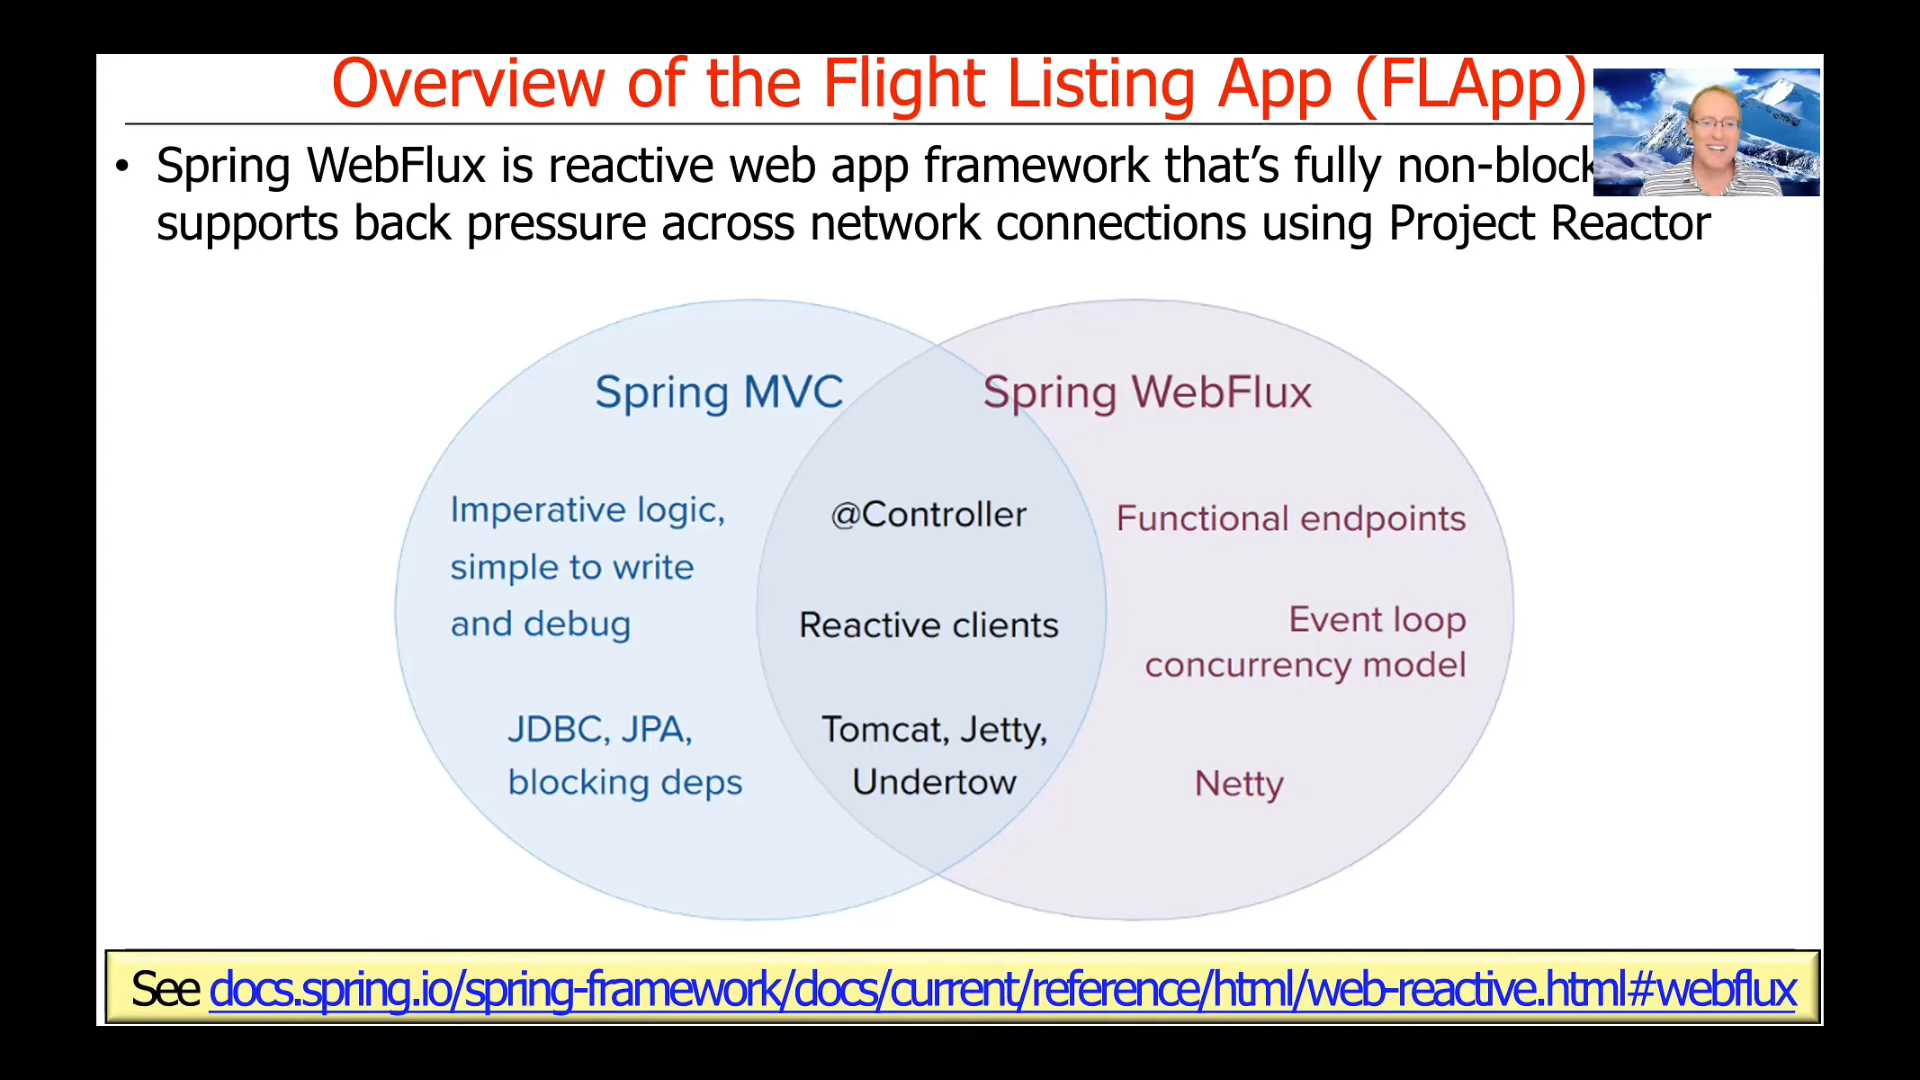 Overview of the Flight Listing App (FLApp)
• Spring WebFlux is reactive web app framework that’s fully non-block
supports back pressure across network connections using Project Reactor
Spring MVC
Imperative logic,
simple to write
and debug
JDBC, JPA,
blocking deps
@Controller
Reactive clients
Tomcat, Jetty,
Undertow
Spring WebFlux
Functional endpoints
Event loop
concurrency model
Netty
See docs.spring.io/spring-framework/docs/current/reference/html/web-reactive.html#webflux